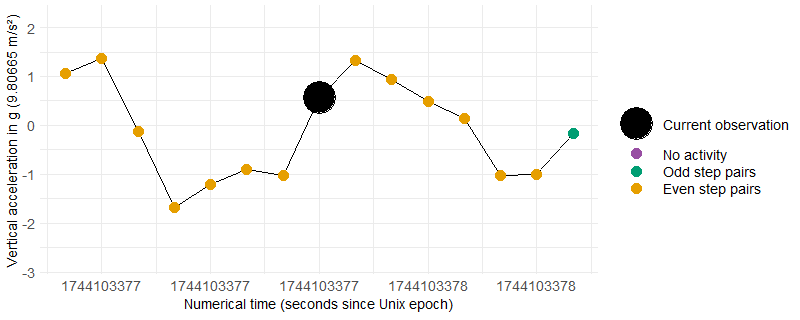 Vertical acceleration in g (9.80665 m/s²)
2
1
0
-1
-2
-3
1744103377 1744103377 1744103377 1744103378 1744103378
Numerical time (seconds since Unix epoch)
Current observation
No activity
Odd step pairs
Even step pairs